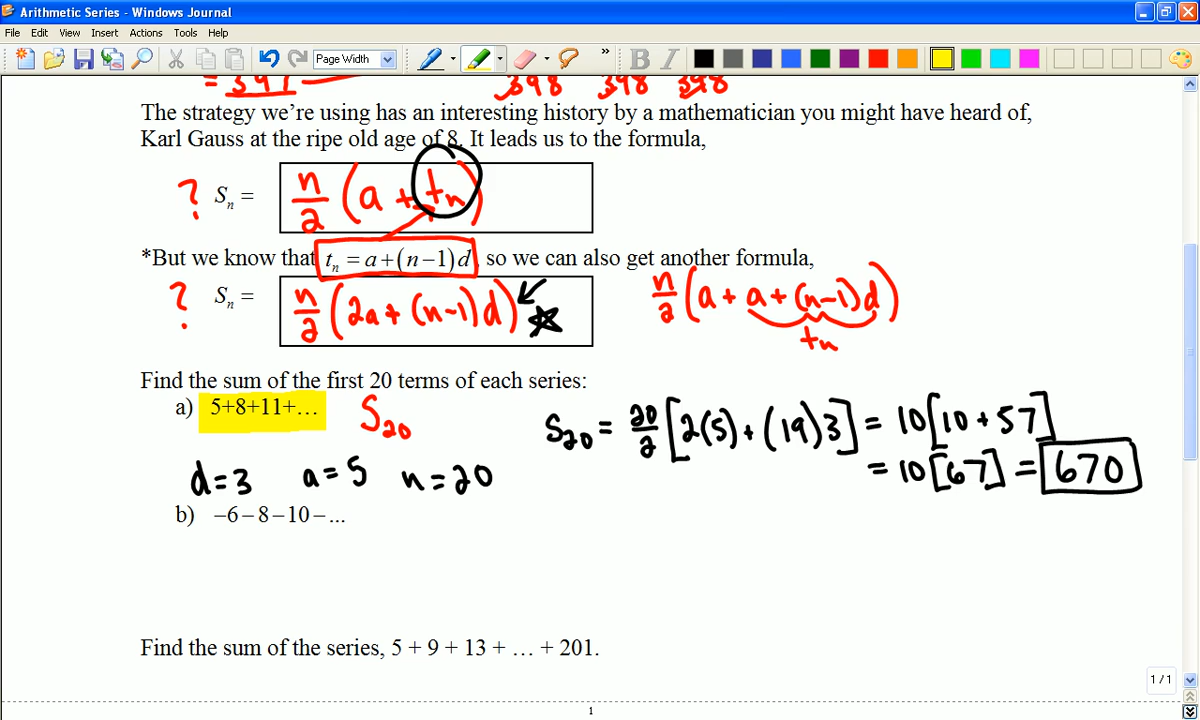 Arithmetic Series - Windows Journal
File Edit View Insert Actions Tools Help
Page Width
B I
= 397 398 398 398
The strategy we're using has an interesting history by a mathematician you might have heard of,
Karl Gauss at the ripe old age of 8. It leads us to the formula,
? Sₙ = n/2 (a + tₙ)
*But we know that tₙ = a+(n−1)d, so we can also get another formula,
? Sₙ = n/2 (2a + (n-1)d) n/2 (a + a + (n-1)d)
tn
Find the sum of the first 20 terms of each series:
a) 5+8+11+… S₂₀ S₂₀ = 20/2 [2(5) + (19)3] = 10[10 + 57]
d=3 a=5 n=20 = 10[67] = 670
b) −6−8−10−...
Find the sum of the series, 5 + 9 + 13 + … + 201.
1/1
1